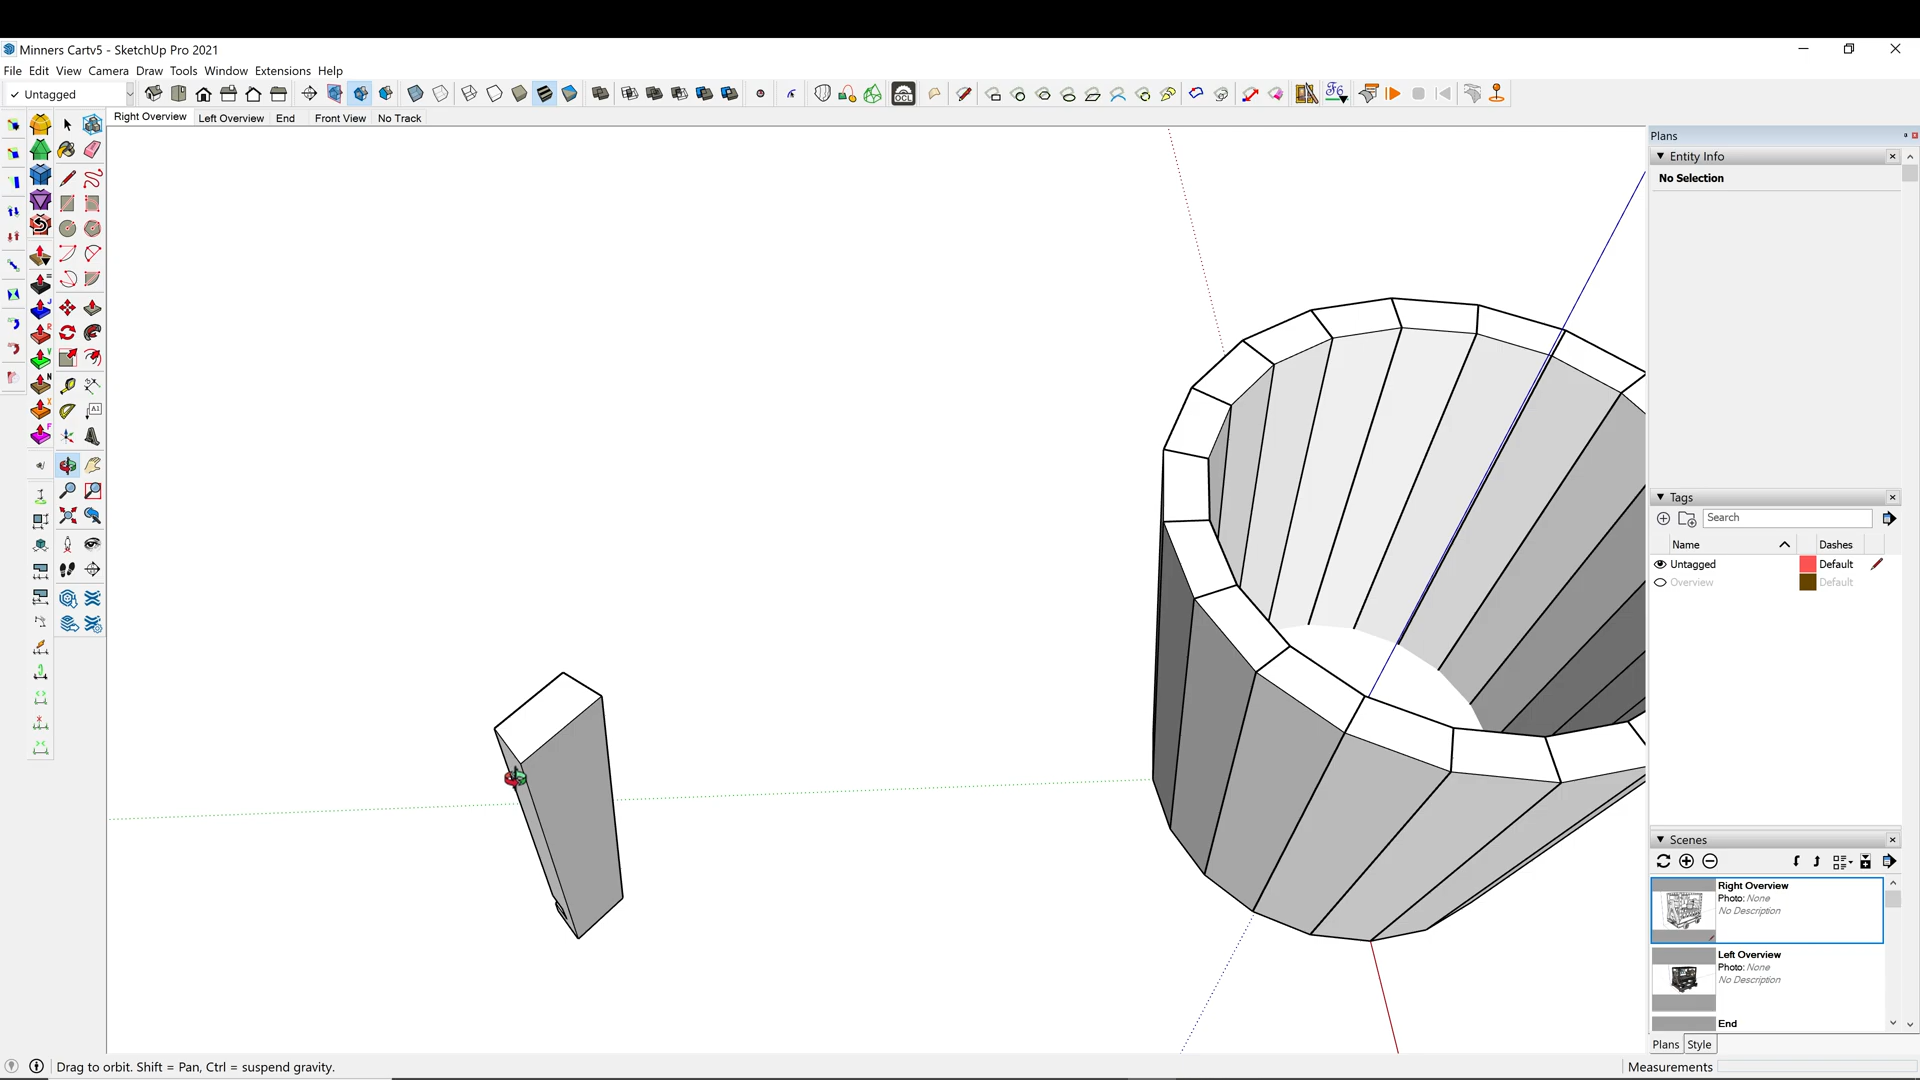 Minners Cartv5 - SketchUp Pro 2021
File Edit View Camera Draw Tools Window Extensions Help
✓ Untagged
OCL
Right Overview Left Overview End Front View No Track
Plans
Entity Info
No Selection
Tags
Search
Name Dashes
Untagged Default
Overview Default
Scenes
Right Overview
Photo: None
No Description
Left Overview
Photo: None
No Description
End
Plans Style
Drag to orbit. Shift = Pan, Ctrl = suspend gravity.
Measurements